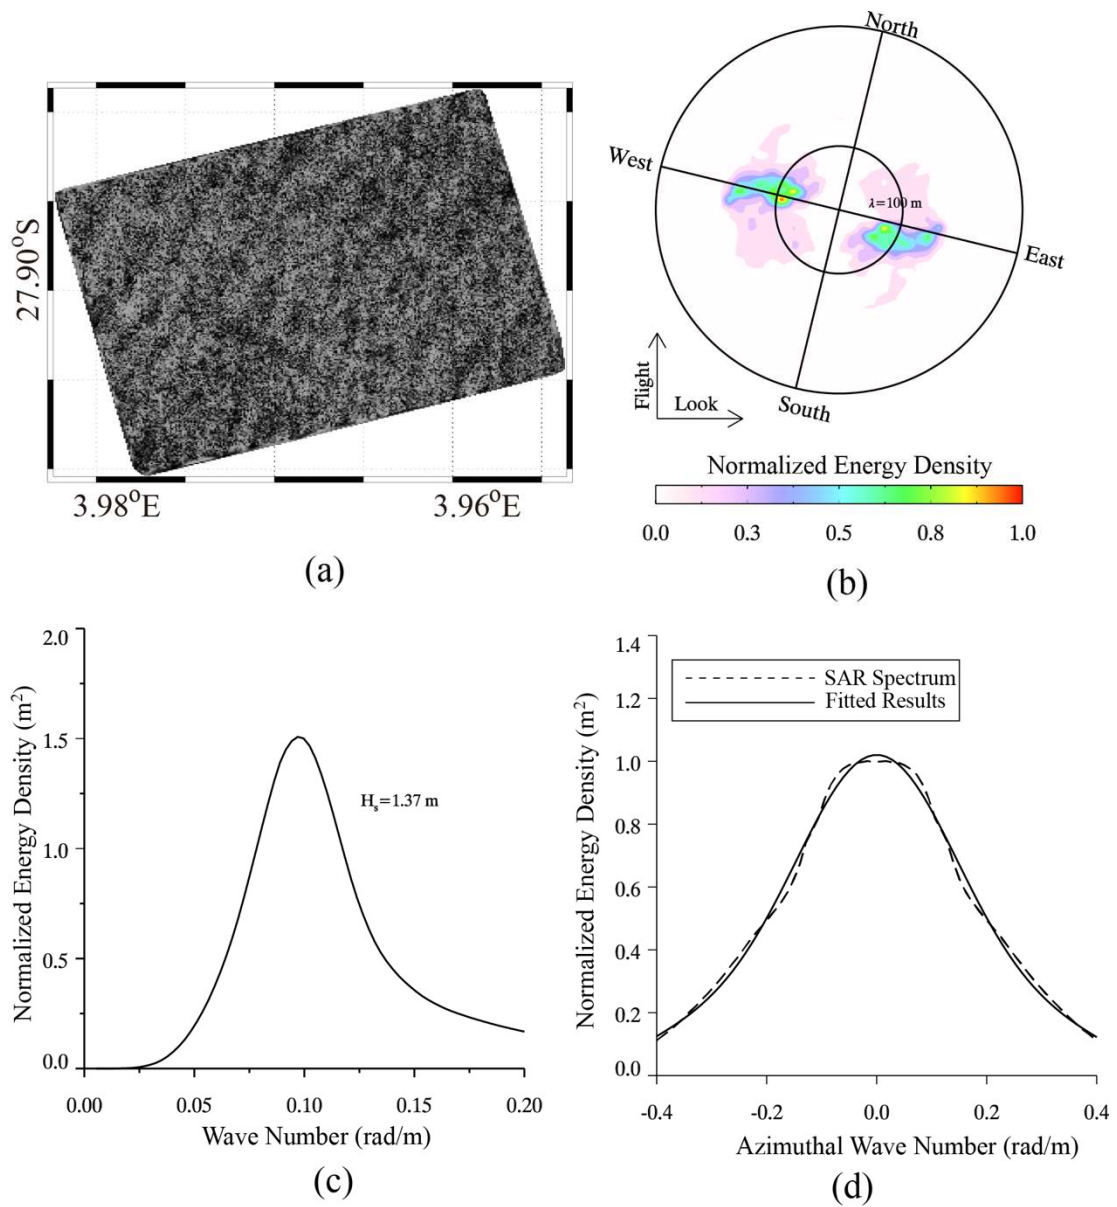 27.90°S
3.98°E
3.96°E
(a)
North
West
λ=100 m
East
South
Flight
Look
Normalized Energy Density
0.0
0.3
0.5
0.8
1.0
(b)
2.0
1.5
1.0
0.5
0.0
Normalized Energy Density (m²)
Hs=1.37 m
0.00
0.05
0.10
0.15
0.20
Wave Number (rad/m)
(c)
1.4
1.2
1.0
0.8
0.6
0.4
0.2
0.0
Normalized Energy Density (m²)
SAR Spectrum
Fitted Results
-0.4
-0.2
0.0
0.2
0.4
Azimuthal Wave Number (rad/m)
(d)